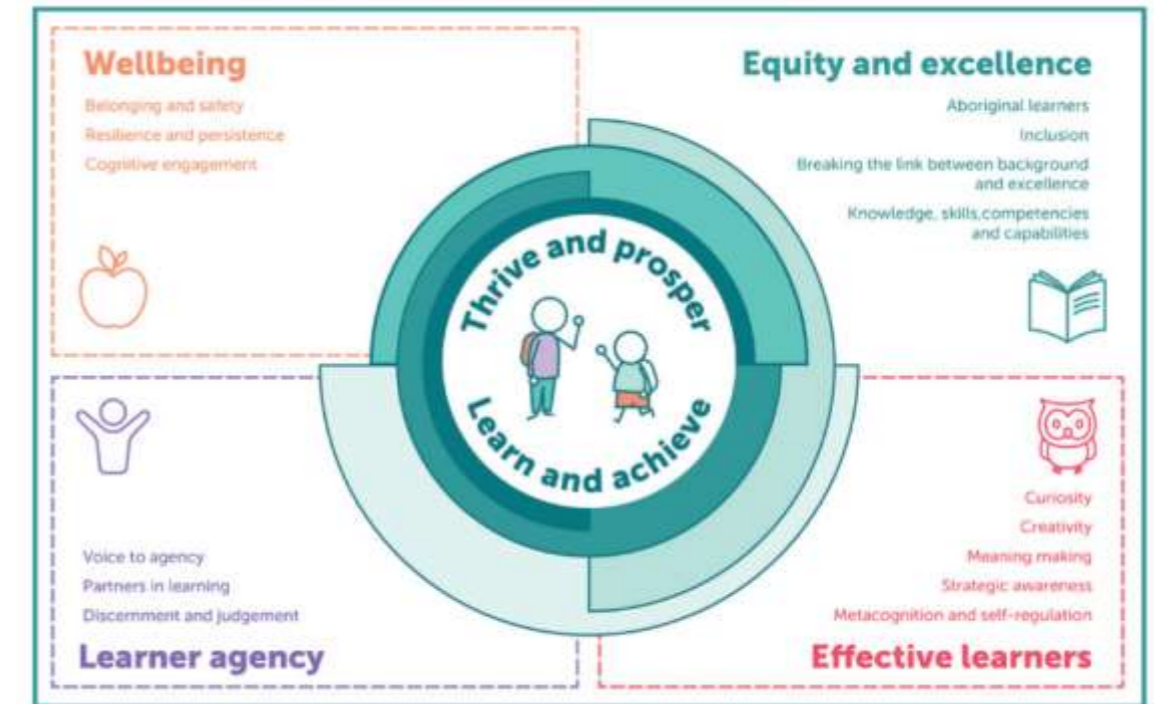 Wellbeing
Belonging and safety
Resilience and persistence
Cognitive engagement
Equity and excellence
Aboriginal learners
Inclusion
Breaking the link between background
and excellence
Knowledge, skills,competencies
and capabilities
Thrive and prosper
Learn and achieve
Voice to agency
Partners in learning
Discernment and judgement
Learner agency
Curiosity
Creativity
Meaning making
Strategic awareness
Metacognition and self-regulation
Effective learners